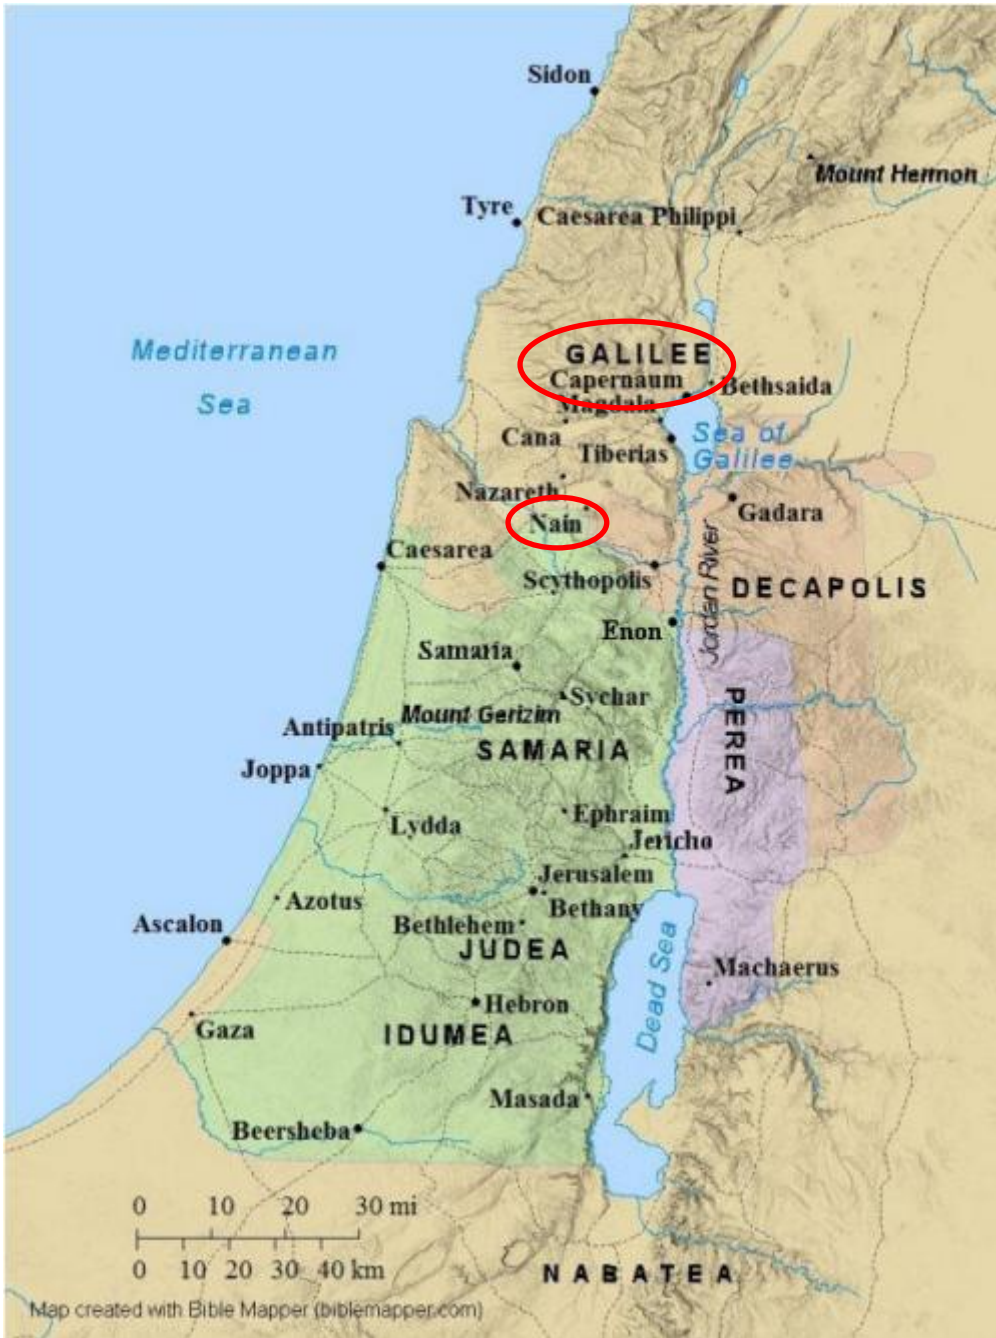 Sidon
Mount Hermon
Tyre
Caesarea Philippi
Mediterranean
Sea
GALILEE
Capernaum
Bethsaida
Magdala
Cana
Sea of
Galilee
Tiberias
Nazareth
Nain
Gadara
Caesarea
Scythopolis
Jordan River
DECAPOLIS
Enon
Samaria
Sychar
PEREA
Mount Gerizim
Antipatris
SAMARIA
Joppa
Lydda
Ephraim
Jericho
Jerusalem
Azotus
Bethany
Ascalon
Bethlehem
JUDEA
Dead Sea
Machaerus
Hebron
Gaza
IDUMEA
Masada
Beersheba
0 10 20 30 mi
0 10 20 30 40 km
NABATEA
Map created with Bible Mapper (biblemapper.com)